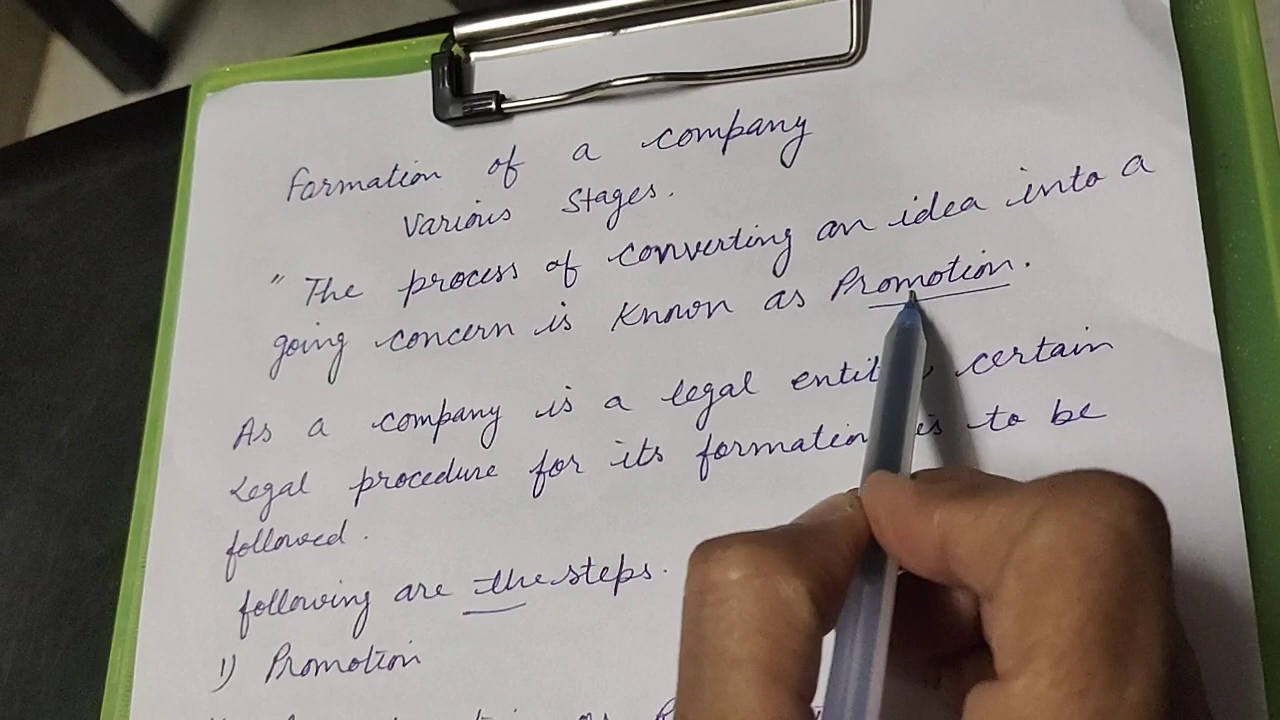 Formation of a company
Various Stages.
" The process of converting an idea into a
going concern is Known as Promotion.
As a company is a legal entit certain
Legal procedure for its formation is to be
followed.
following are the steps.
1) Promotion